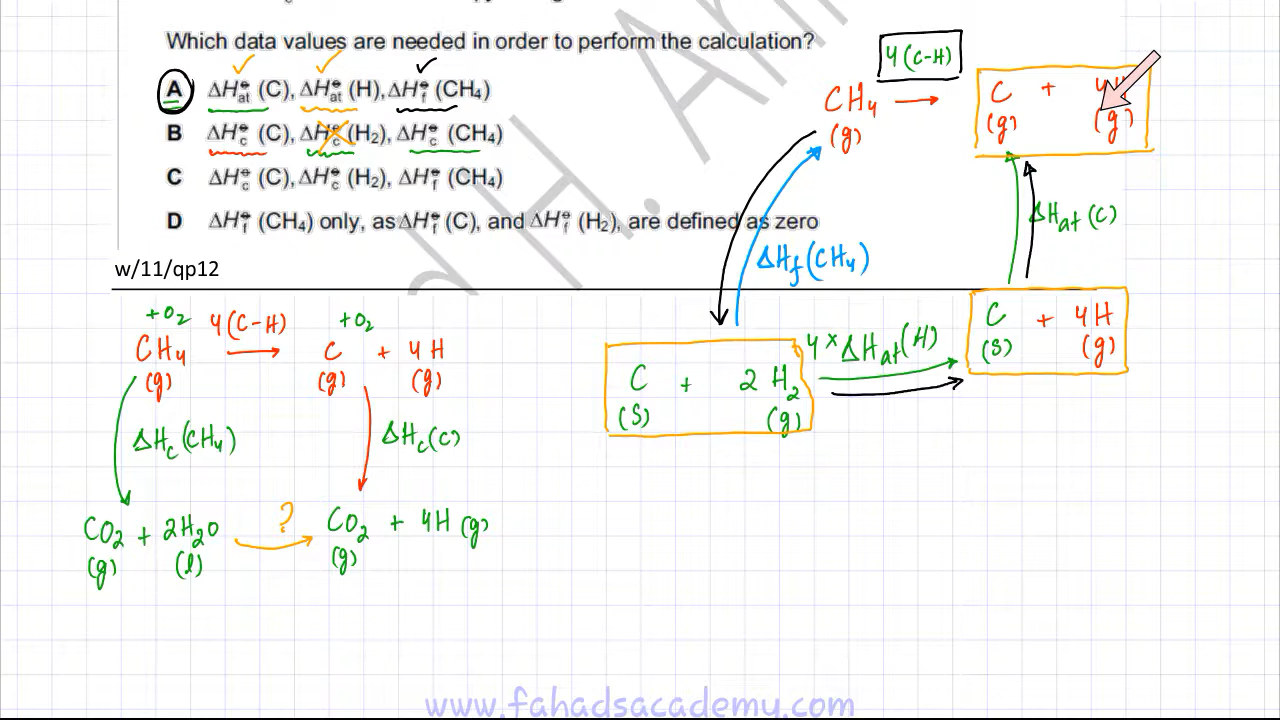 Which data values are needed in order to perform the calculation?
A ΔH⦵at (C), ΔH⦵at (H), ΔH⦵f (CH4)
B ΔH⦵c (C), ΔH⦵c (H2), ΔH⦵c (CH4)
C ΔH⦵c (C), ΔH⦵c (H2), ΔH⦵f (CH4)
D ΔH⦵f (CH4) only, as ΔH⦵f (C), and ΔH⦵f (H2), are defined as zero
w/11/qp12
4(C-H)
CH4 → C + 4H
(g) (g) (g)
ΔHat(C)
ΔHf(CH4)
C + 4H
(s) (g)
4×ΔHat(H)
C + 2H2
(s) (g)
+O2 4(C-H) +O2
CH4 → C + 4H
(g) (g) (g)
ΔHc(CH4) ΔHc(C)
CO2 + 2H2O ? CO2 + 4H(g)
(g) (l) (g)
www.fahadsacademy.com